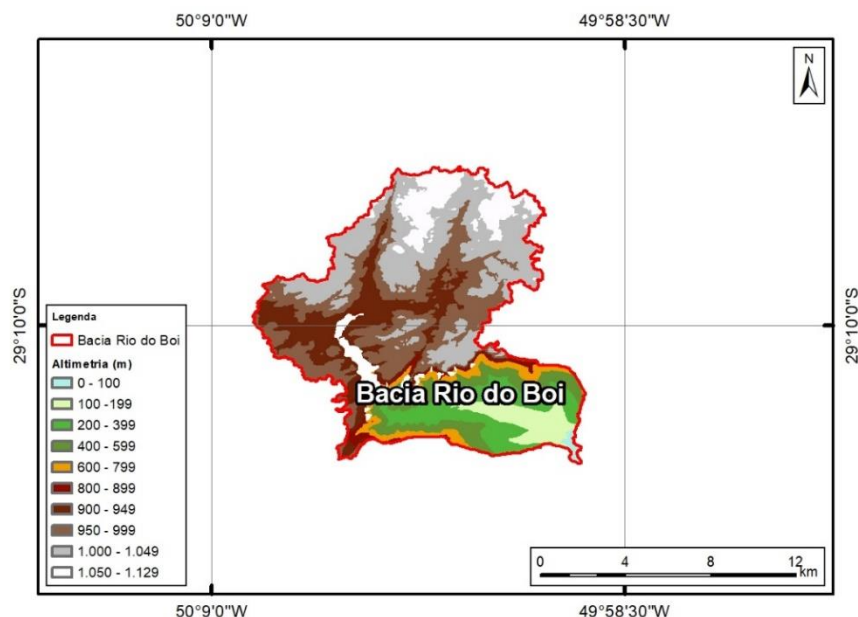 50°9'0"W
49°58'30"W
N
29°10'0"S
29°10'0"S
Legenda
Bacia Rio do Boi
Altimetria (m)
0 - 100
100 -199
200 - 399
400 - 599
600 - 799
800 - 899
900 - 949
950 - 999
1.000 - 1.049
1.050 - 1.129
Bacia Rio do Boi
0
4
8
12
km
50°9'0"W
49°58'30"W